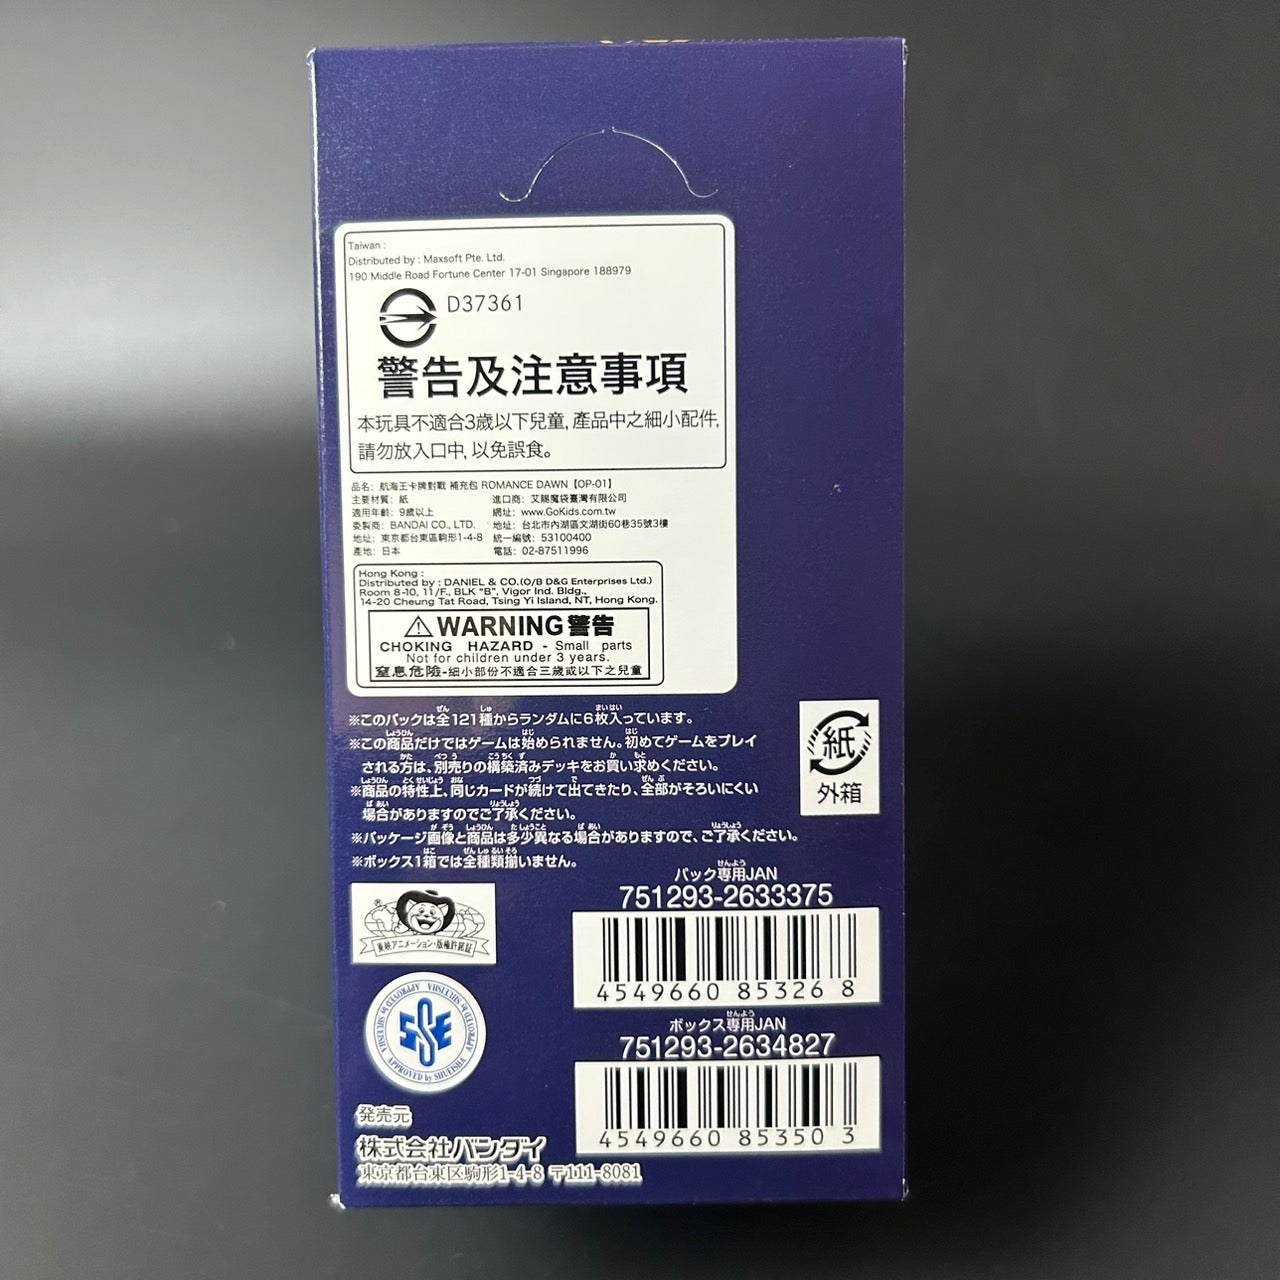 Taiwan :
Distributed by : Maxsoft Pte. Ltd.
190 Middle Road Fortune Center 17-01 Singapore 188979
D37361
警告及注意事項
本玩具不適合3歲以下兒童, 產品中之細小配件,
請勿放入口中, 以免誤食。
品名：航海王卡牌對戰 補充包 ROMANCE DAWN【OP-01】
主要材質：紙
適用年齡：9歲以上
委製商：BANDAI CO., LTD.
地址：東京都台東區駒形1-4-8
產地：日本
進口商：艾賜魔袋臺灣有限公司
網址：www.GoKids.com.tw
地址：台北市內湖區文湖街60巷35號3樓
統一編號：53100400
電話：02-87511996
Hong Kong :
Distributed by : DANIEL & CO.(O/B D&G Enterprises Ltd.)
Room 8-10, 11/F., BLK "B", Vigor Ind. Bldg.,
14-20 Cheung Tat Road, Tsing Yi Island, NT, Hong Kong.
WARNING 警告
CHOKING HAZARD - Small parts
Not for children under 3 years.
窒息危險-細小部份不適合三歲或以下之兒童
※このパックは全121種からランダムに6枚入っています。
※この商品だけではゲームは始められません。初めてゲームをプレイ
される方は、別売りの構築済みデッキをお買い求めください。
※商品の特性上、同じカードが続けて出てきたり、全部がそろいにくい
場合がありますのでご了承ください。
※パッケージ画像と商品は多少異なる場合がありますので、ご了承ください。
※ボックス1箱では全種類揃いません。
紙
外箱
パック専用JAN
751293-2633375
4549660 85326 8
ボックス専用JAN
751293-2634827
4549660 85350 3
東映アニメーション・版権許諾証
APPROVED by SHUEISHA
発売元
株式会社バンダイ
東京都台東区駒形1-4-8 〒111-8081